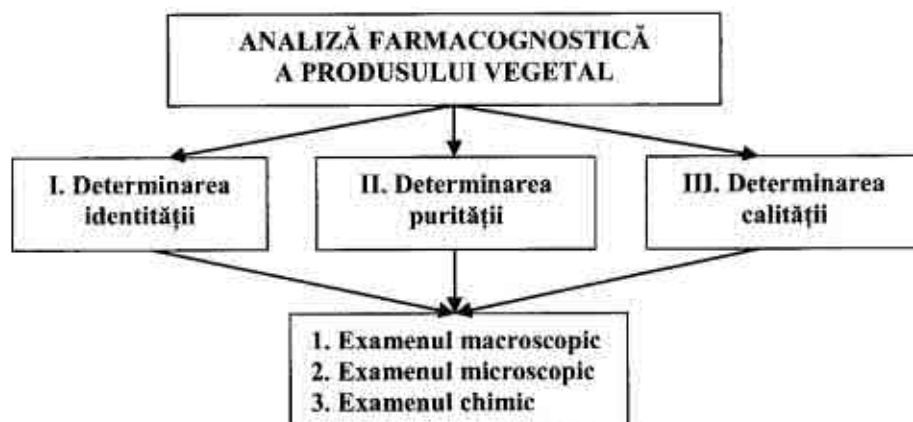 ANALIZĂ FARMACOGNOSTICĂ
A PRODUSULUI VEGETAL
I. Determinarea
identității
II. Determinarea
purității
III. Determinarea
calității
1. Examenul macroscopic
2. Examenul microscopic
3. Examenul chimic